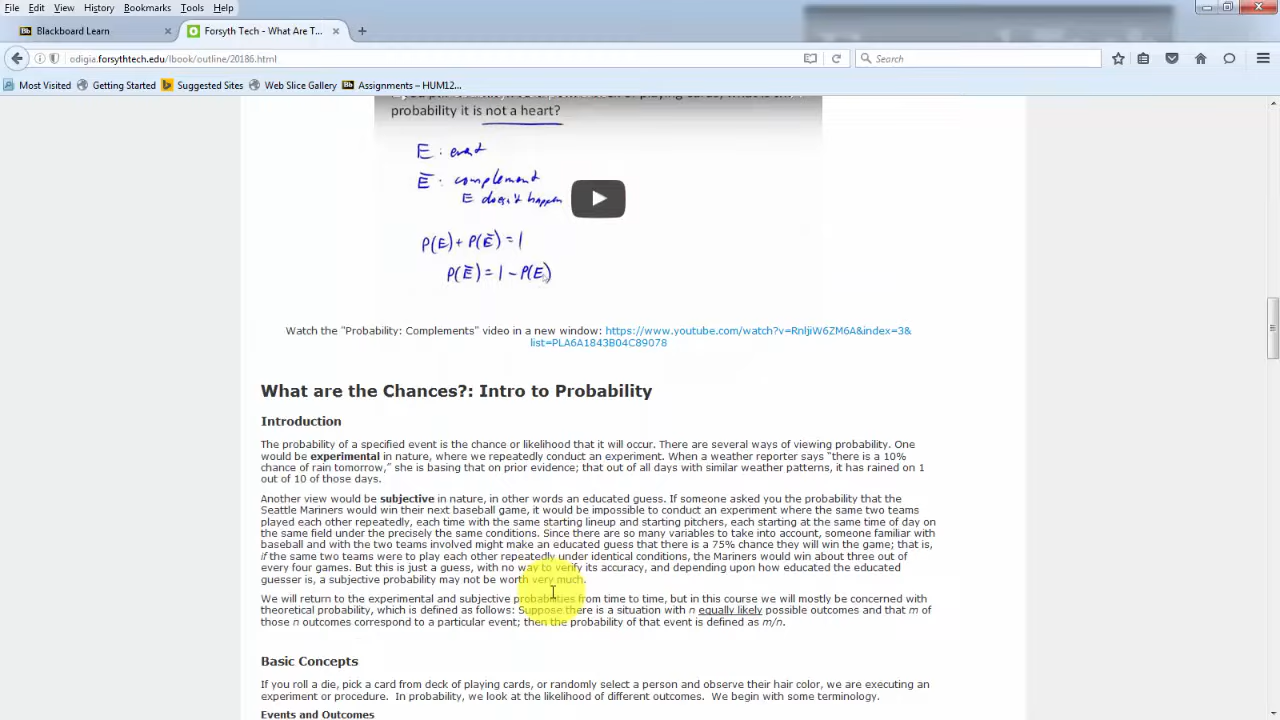 File Edit View History Bookmarks Tools Help
Blackboard Learn × Forsyth Tech - What Are T... × +
odigia.forsythtech.edu/lbook/outline/20186.html Search
Most Visited Getting Started Suggested Sites Web Slice Gallery Assignments – HUM12...
probability it is not a heart?
E : event
E̅ : complement
E doesn't happen
P(E) + P(E̅) = 1
P(E̅) = 1 - P(E)
Watch the "Probability: Complements" video in a new window: https://www.youtube.com/watch?v=RnljiW6ZM6A&index=3&
list=PLA6A1843B04C89078
What are the Chances?: Intro to Probability
Introduction
The probability of a specified event is the chance or likelihood that it will occur. There are several ways of viewing probability. One
would be experimental in nature, where we repeatedly conduct an experiment. When a weather reporter says "there is a 10%
chance of rain tomorrow," she is basing that on prior evidence; that out of all days with similar weather patterns, it has rained on 1
out of 10 of those days.
Another view would be subjective in nature, in other words an educated guess. If someone asked you the probability that the
Seattle Mariners would win their next baseball game, it would be impossible to conduct an experiment where the same two teams
played each other repeatedly, each time with the same starting lineup and starting pitchers, each starting at the same time of day on
the same field under the precisely the same conditions. Since there are so many variables to take into account, someone familiar with
baseball and with the two teams involved might make an educated guess that there is a 75% chance they will win the game; that is,
if the same two teams were to play each other repeatedly under identical conditions, the Mariners would win about three out of
every four games. But this is just a guess, with no way to verify its accuracy, and depending upon how educated the educated
guesser is, a subjective probability may not be worth very much.
We will return to the experimental and subjective probabilities from time to time, but in this course we will mostly be concerned with
theoretical probability, which is defined as follows: Suppose there is a situation with n equally likely possible outcomes and that m of
those n outcomes correspond to a particular event; then the probability of that event is defined as m/n.
Basic Concepts
If you roll a die, pick a card from deck of playing cards, or randomly select a person and observe their hair color, we are executing an
experiment or procedure. In probability, we look at the likelihood of different outcomes. We begin with some terminology.
Events and Outcomes